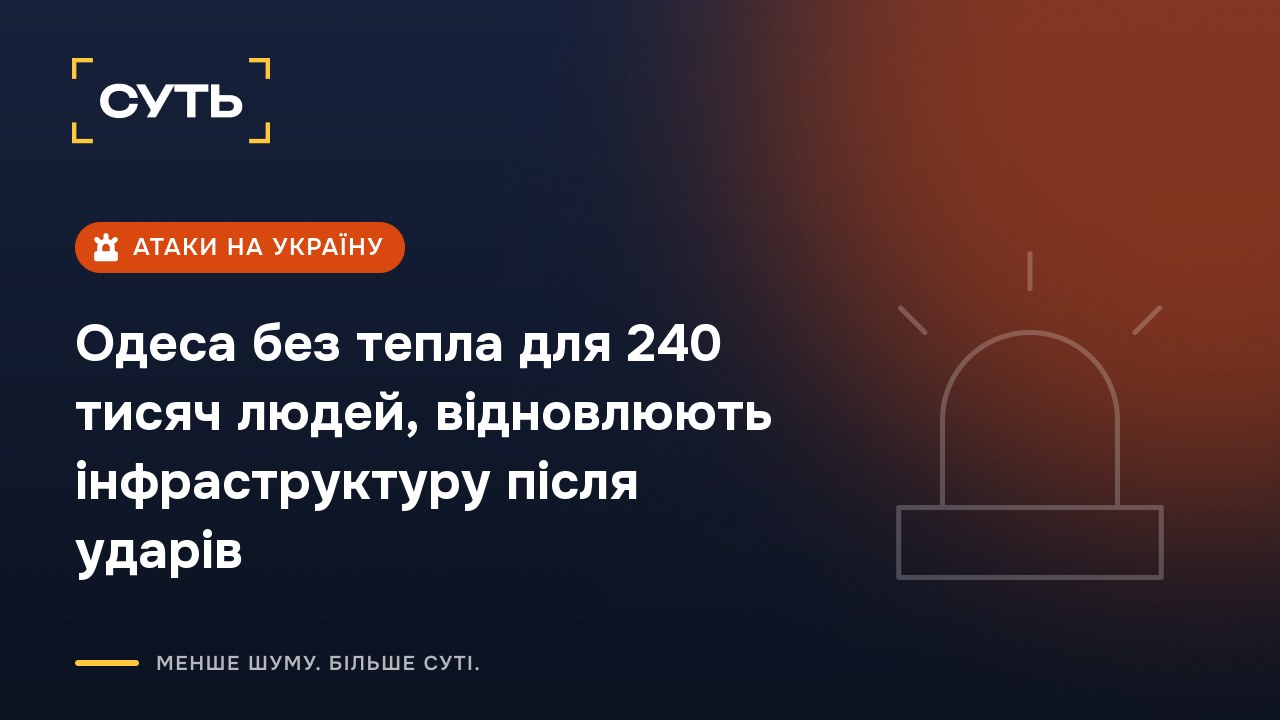 СУТЬ
АТАКИ НА УКРАЇНУ
Одеса без тепла для 240
тисяч людей, відновлюють
інфраструктуру після
ударів
МЕНШЕ ШУМУ. БІЛЬШЕ СУТІ.